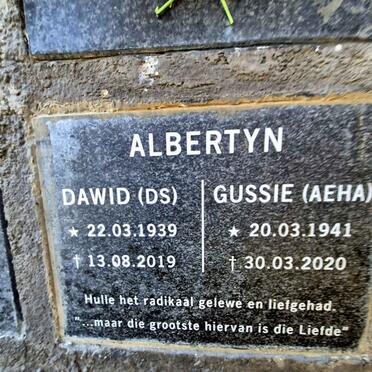 ALBERTYN
DAWID (DS) GUSSIE (AEHA)
★ 22.03.1939 ★ 20.03.1941
† 13.08.2019 † 30.03.2020
Hulle het radikaal gelewe en liefgehad.
"...maar die grootste hiervan is die Liefde"